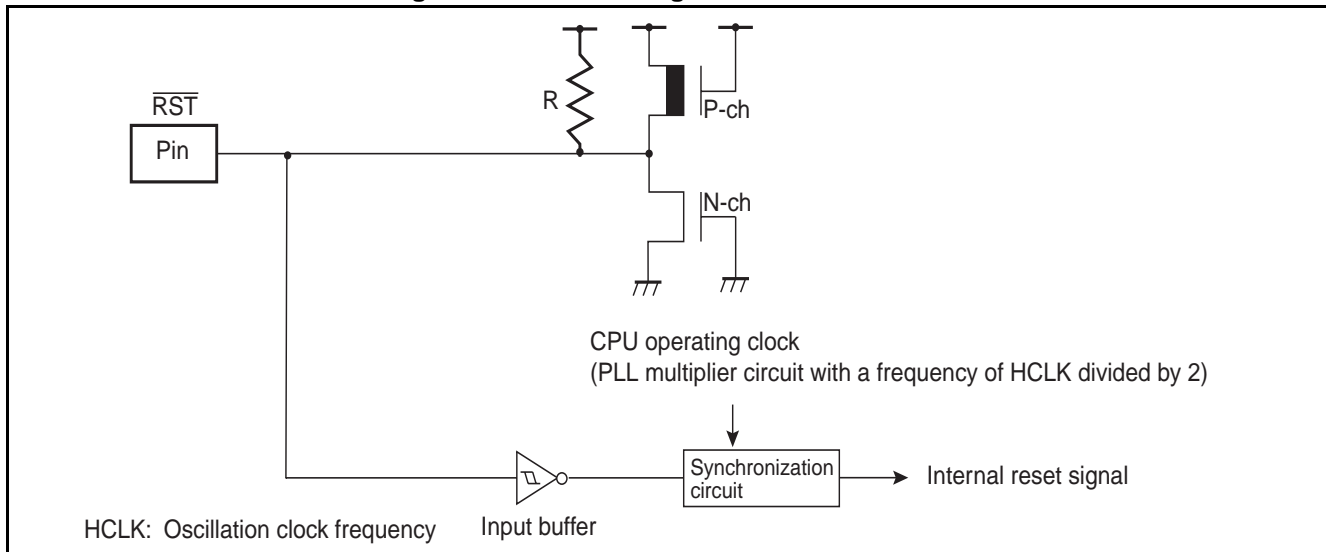 R
P-ch
RST
Pin
N-ch
CPU operating clock
(PLL multiplier circuit with a frequency of HCLK divided by 2)
Synchronization
circuit
Internal reset signal
HCLK: Oscillation clock frequency
Input buffer